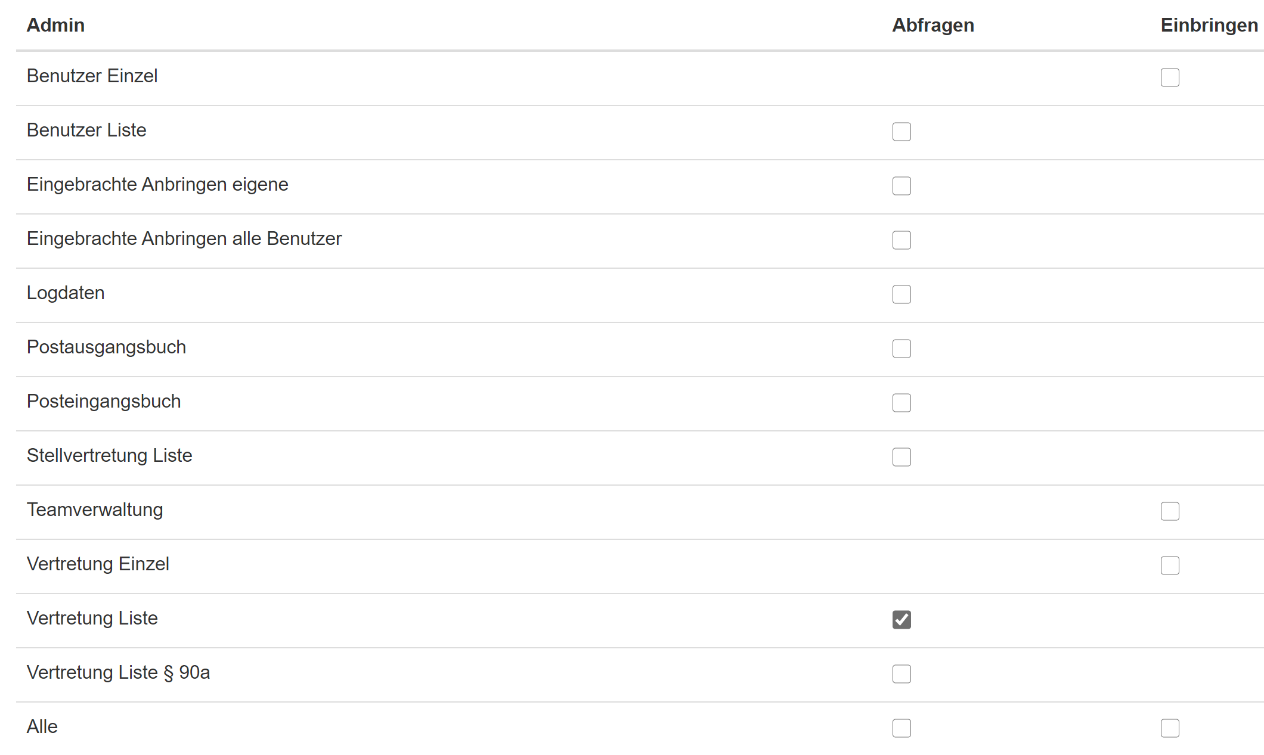 Admin Abfragen Einbringen
Benutzer Einzel
Benutzer Liste
Eingebrachte Anbringen eigene
Eingebrachte Anbringen alle Benutzer
Logdaten
Postausgangsbuch
Posteingangsbuch
Stellvertretung Liste
Teamverwaltung
Vertretung Einzel
Vertretung Liste
Vertretung Liste § 90a
Alle